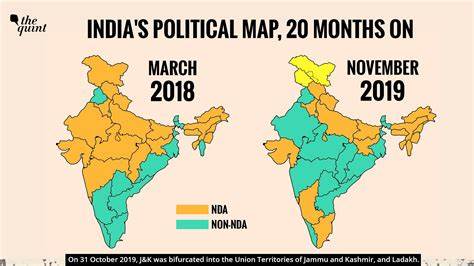 the
quint
INDIA'S POLITICAL MAP, 20 MONTHS ON
MARCH
2018
NOVEMBER
2019
NDA
NON-NDA
On 31 October 2019, J&K was bifurcated into the Union Territories of Jammu and Kashmir, and Ladakh.